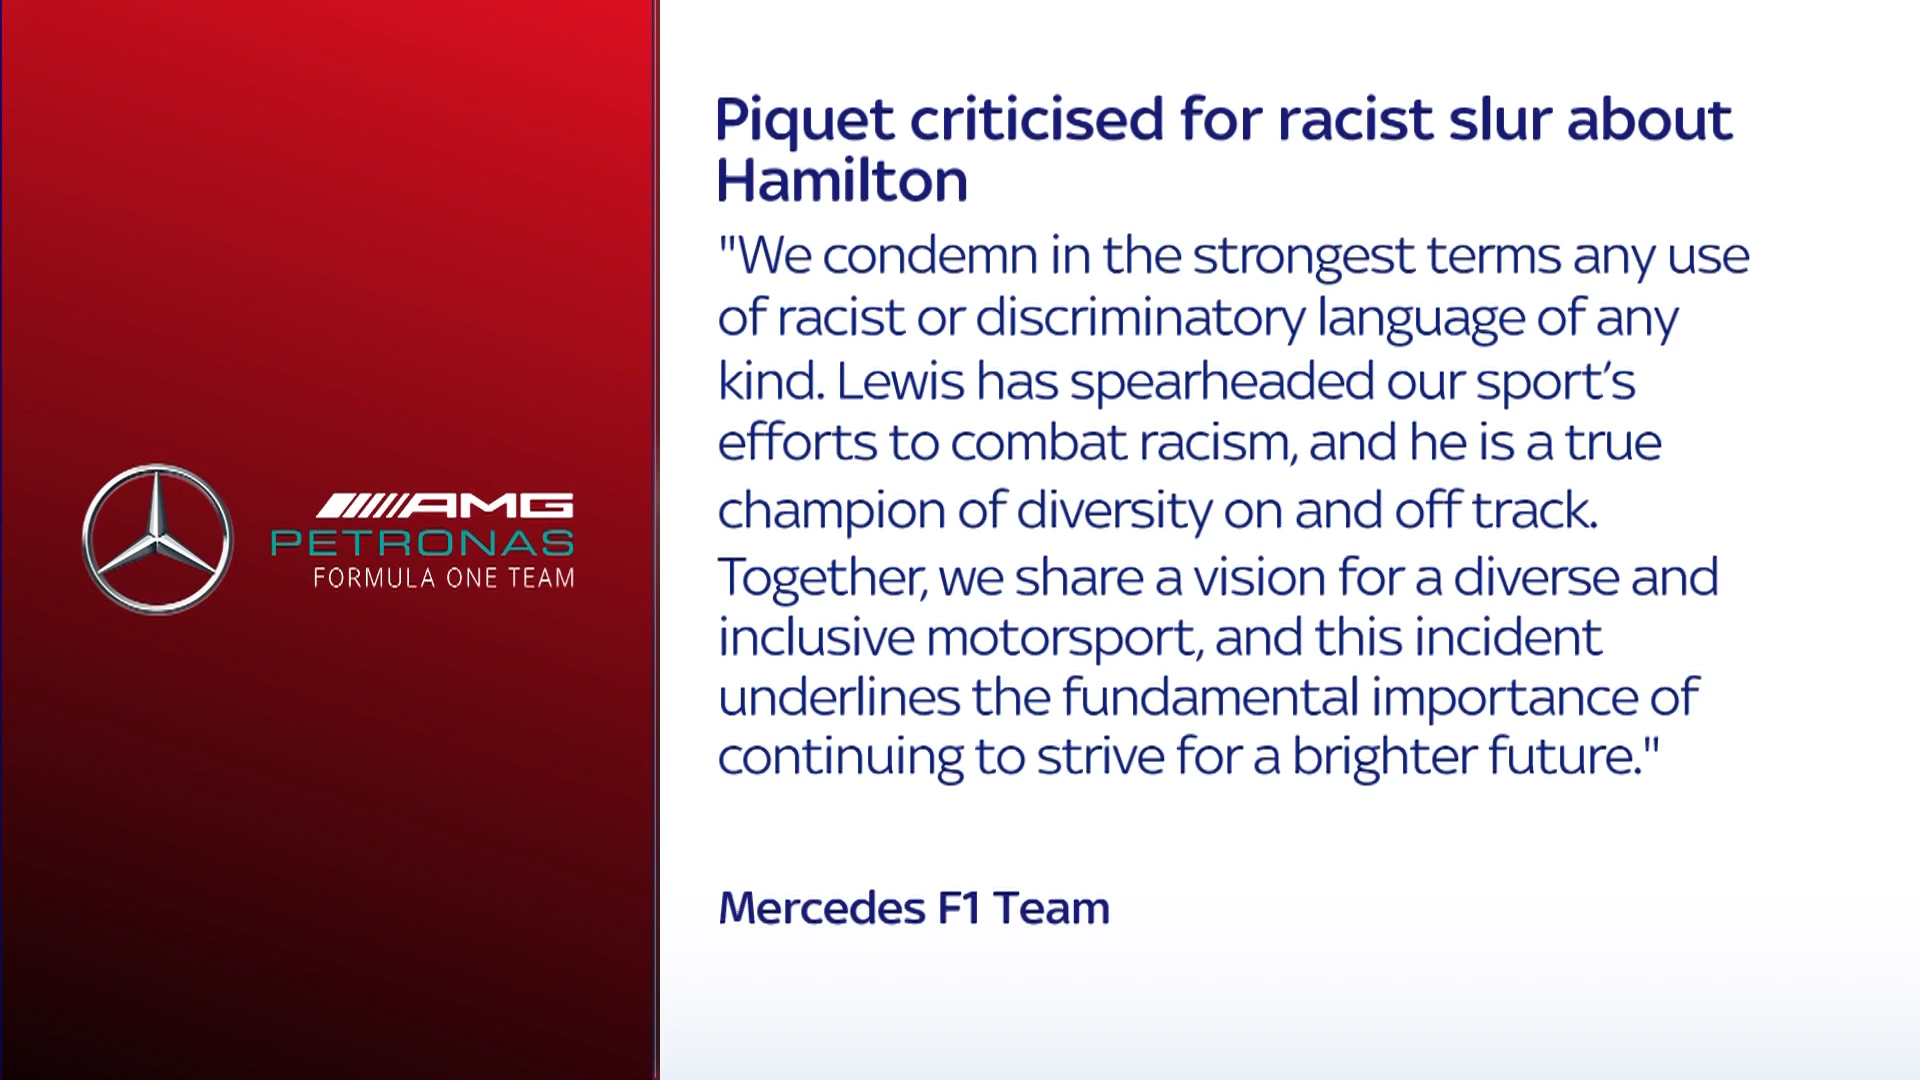 AMG
PETRONAS
FORMULA ONE TEAM
Piquet criticised for racist slur about
Hamilton
"We condemn in the strongest terms any use
of racist or discriminatory language of any
kind. Lewis has spearheaded our sport’s
efforts to combat racism, and he is a true
champion of diversity on and off track.
Together, we share a vision for a diverse and
inclusive motorsport, and this incident
underlines the fundamental importance of
continuing to strive for a brighter future."
Mercedes F1 Team